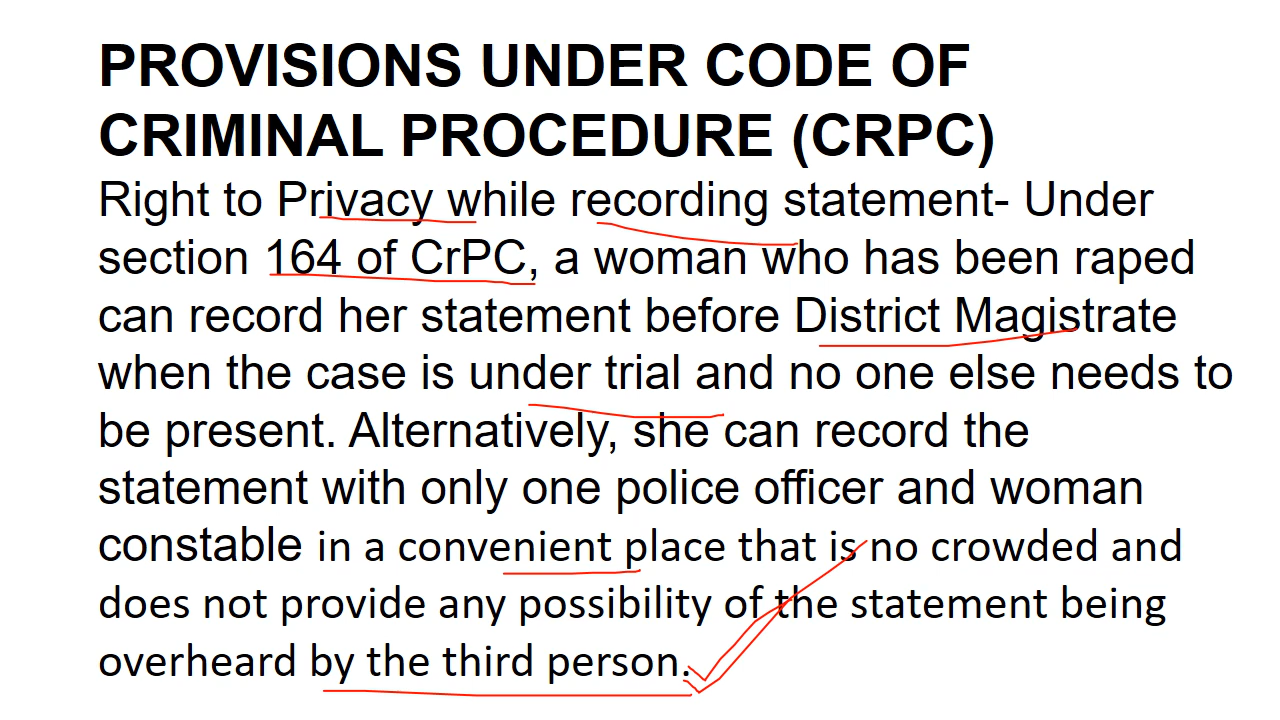 PROVISIONS UNDER CODE OF
CRIMINAL PROCEDURE (CRPC)
Right to Privacy while recording statement- Under
section 164 of CrPC, a woman who has been raped
can record her statement before District Magistrate
when the case is under trial and no one else needs to
be present. Alternatively, she can record the
statement with only one police officer and woman
constable in a convenient place that is no crowded and
does not provide any possibility of the statement being
overheard by the third person.